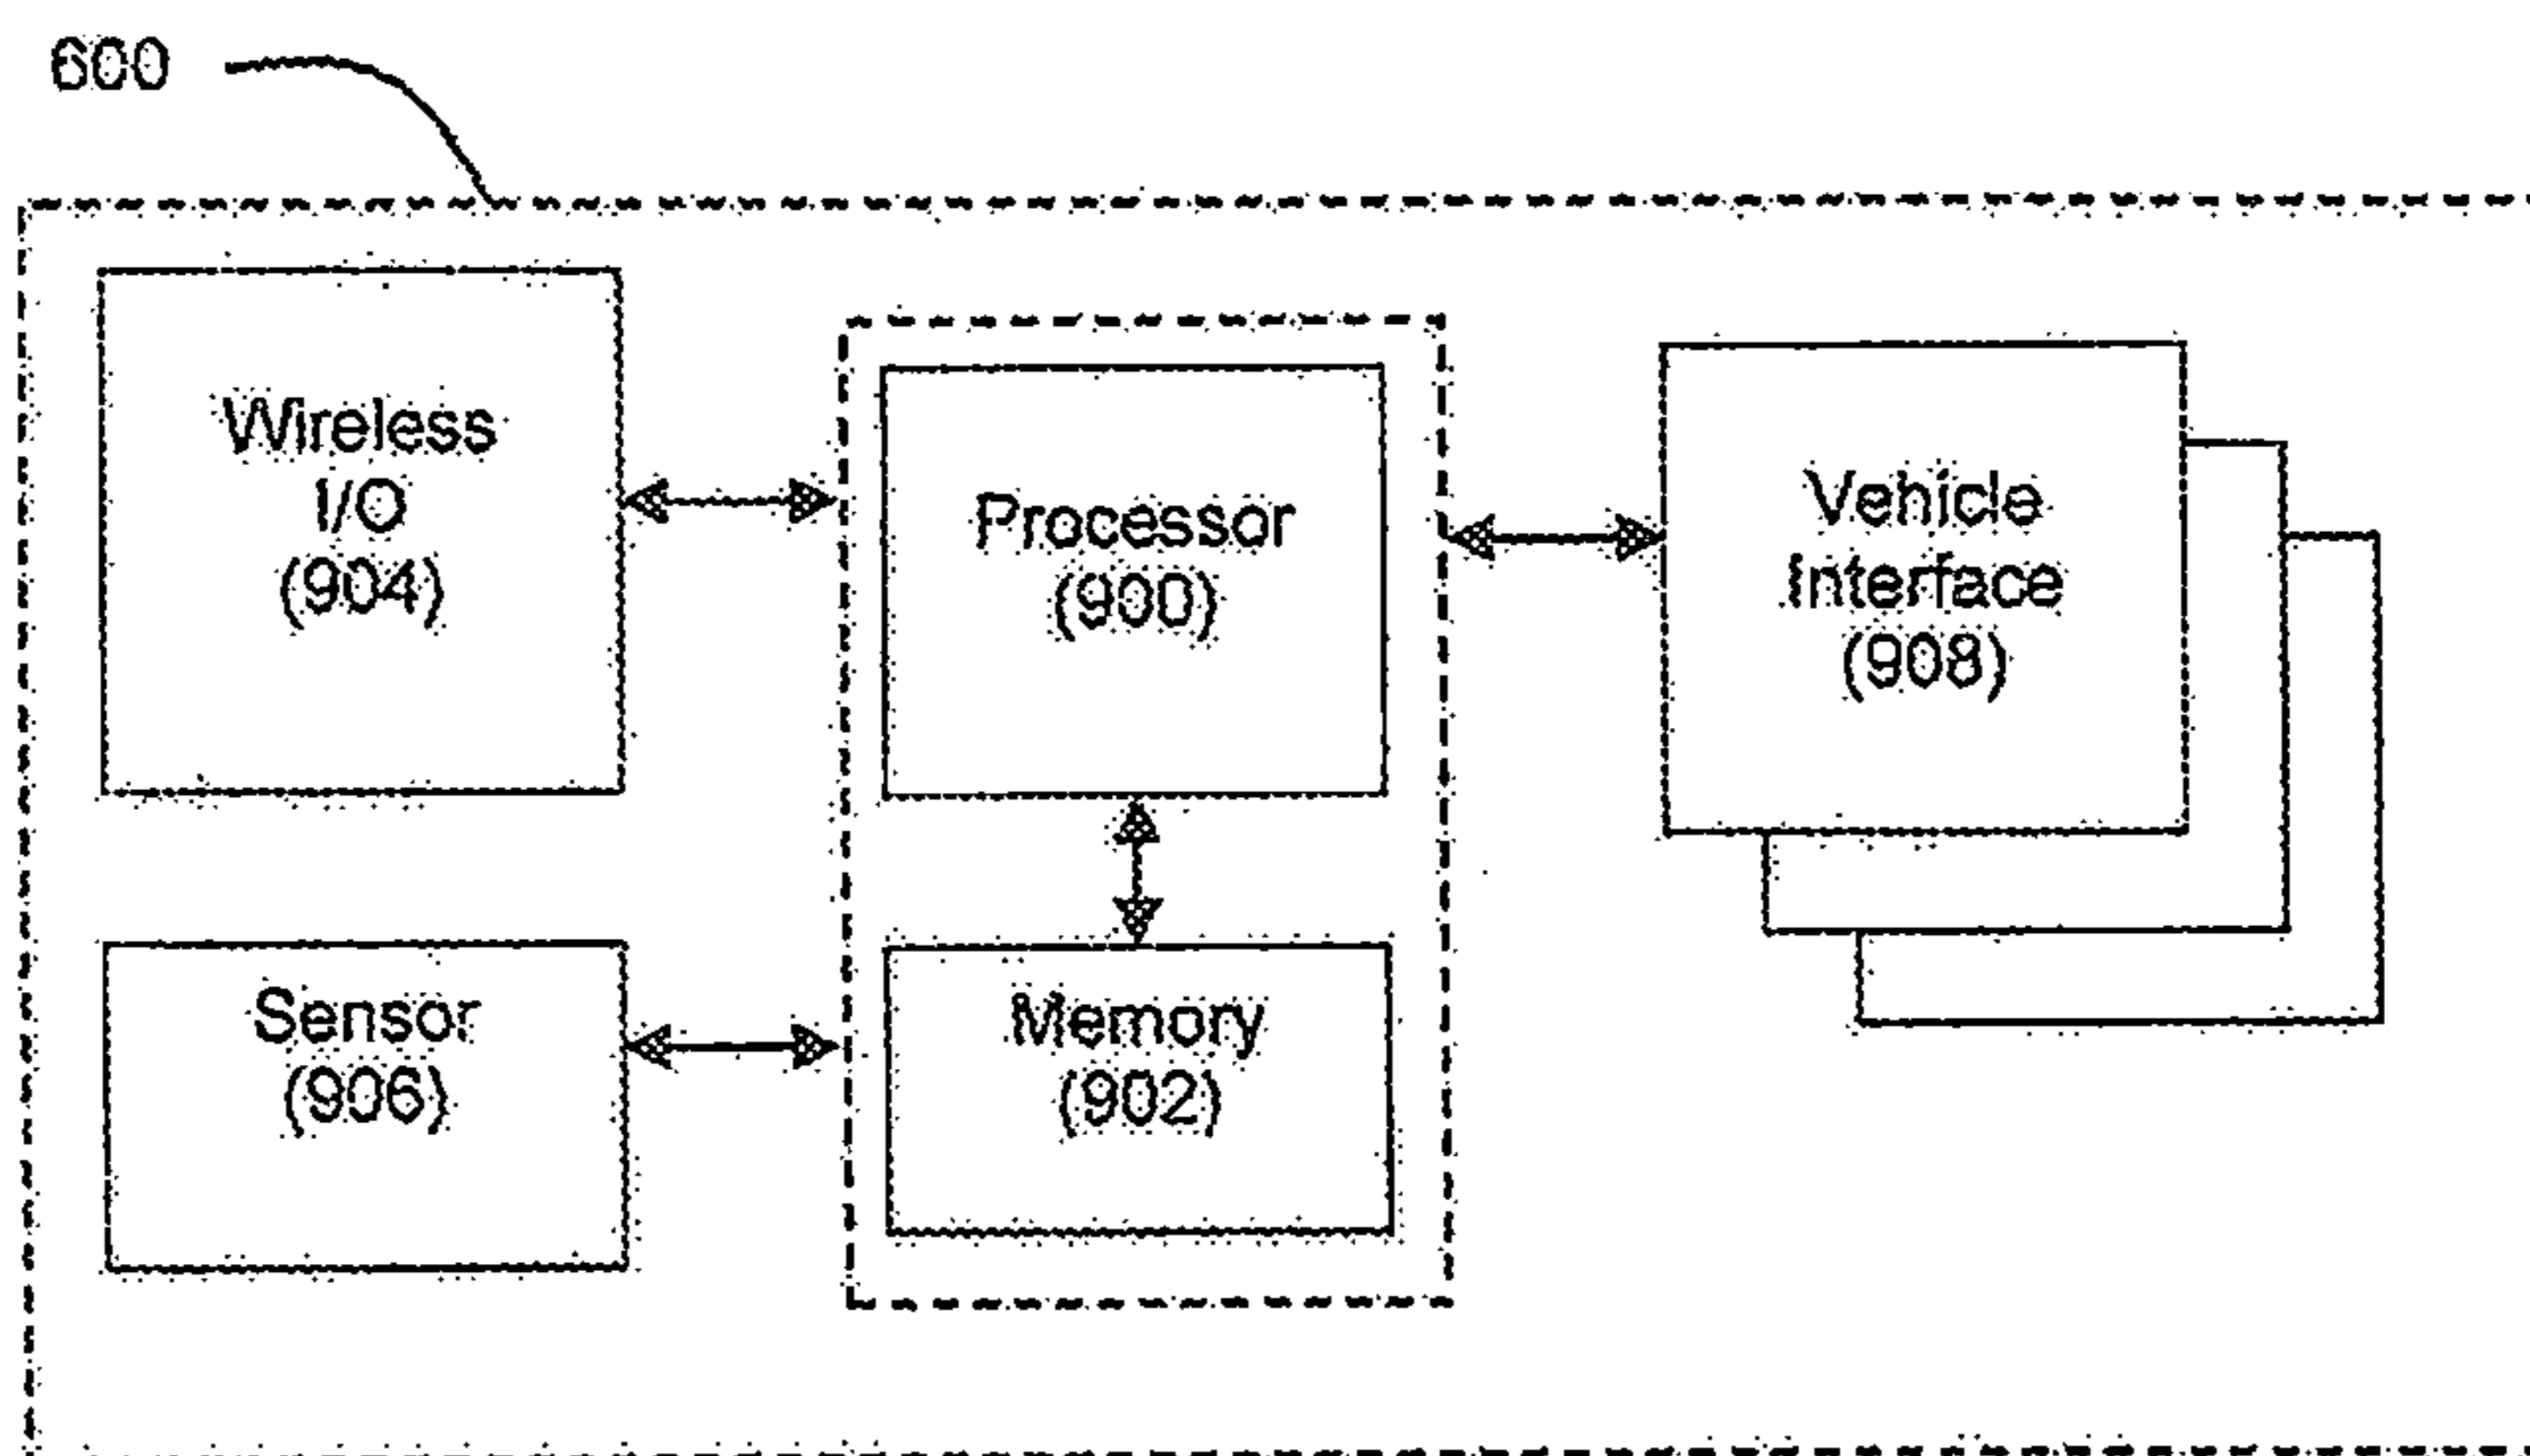 600
Wireless
I/O
(904)
Processor
(900)
Vehicle
Interface
(908)
Sensor
(906)
Memory
(902)